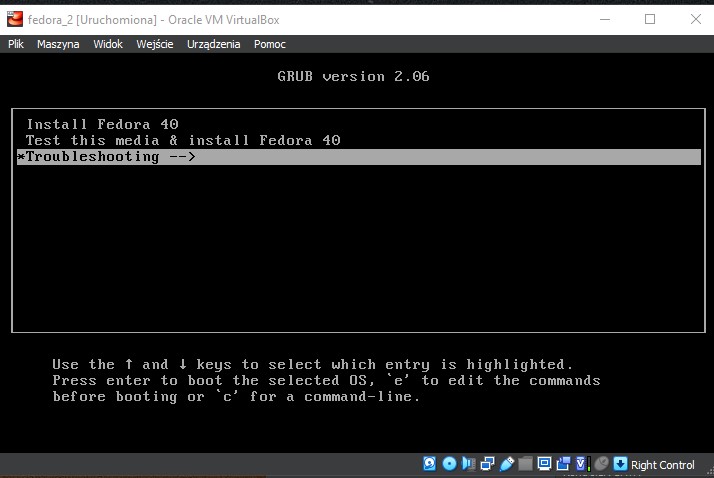 fedora_2 [Uruchomiona] - Oracle VM VirtualBox
Plik Maszyna Widok Wejście Urządzenia Pomoc
GRUB version 2.06
Install Fedora 40
Test this media & install Fedora 40
*Troubleshooting -->
Use the ↑ and ↓ keys to select which entry is highlighted.
Press enter to boot the selected OS, `e' to edit the commands
before booting or `c' for a command-line.
Right Control